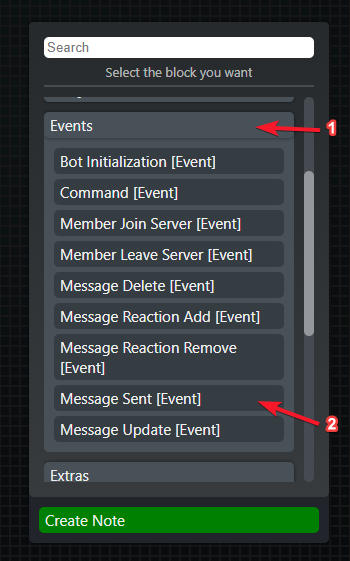 Search
Select the block you want
Events
1
Bot Initialization [Event]
Command [Event]
Member Join Server [Event]
Member Leave Server [Event]
Message Delete [Event]
Message Reaction Add [Event]
Message Reaction Remove
[Event]
Message Sent [Event]
2
Message Update [Event]
Extras
Create Note